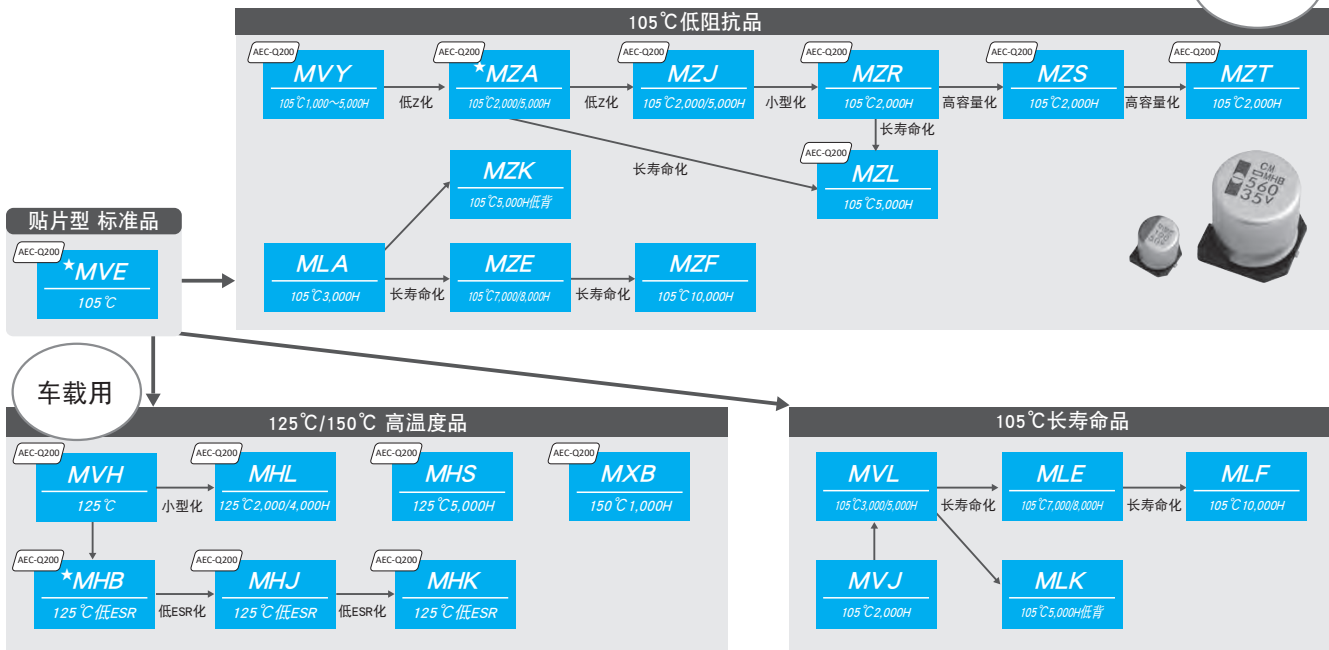 105℃低阻抗品
AEC-Q200
MVY
105℃1,000～5,000H
低Z化
AEC-Q200
★MZA
105℃2,000/5,000H
低Z化
AEC-Q200
MZJ
105℃2,000/5,000H
小型化
AEC-Q200
MZR
105℃2,000H
高容量化
AEC-Q200
MZS
105℃2,000H
高容量化
AEC-Q200
MZT
105℃2,000H
长寿命化
长寿命化
AEC-Q200
MZL
105℃5,000H
MZK
105℃5,000H低背
CM
MHB
560
35V
贴片型 标准品
AEC-Q200
★MVE
105℃
MLA
105℃3,000H
长寿命化
MZE
105℃7,000/8,000H
长寿命化
MZF
105℃10,000H
车载用
125℃/150℃ 高温度品
AEC-Q200
MVH
125℃
小型化
AEC-Q200
MHL
125℃2,000/4,000H
AEC-Q200
MHS
125℃5,000H
AEC-Q200
MXB
150℃1,000H
AEC-Q200
★MHB
125℃低ESR
低ESR化
AEC-Q200
MHJ
125℃低ESR
低ESR化
AEC-Q200
MHK
125℃低ESR
105℃长寿命品
MVL
105℃3,000/5,000H
长寿命化
MLE
105℃7,000/8,000H
长寿命化
MLF
105℃10,000H
MVJ
105℃2,000H
MLK
105℃5,000H低背